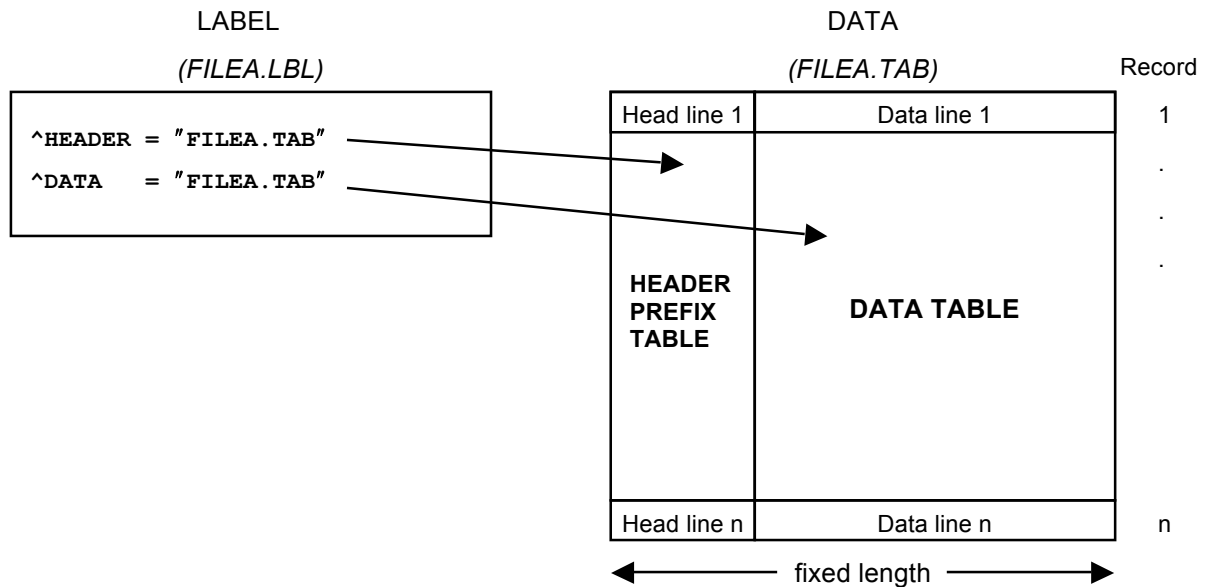 LABEL
(FILEA.LBL)
^HEADER = "FILEA.TAB"
^DATA = "FILEA.TAB"
DATA
(FILEA.TAB)
Record
Head line 1
Data line 1
1
.
.
.
HEADER
PREFIX
TABLE
DATA TABLE
Head line n
Data line n
n
fixed length